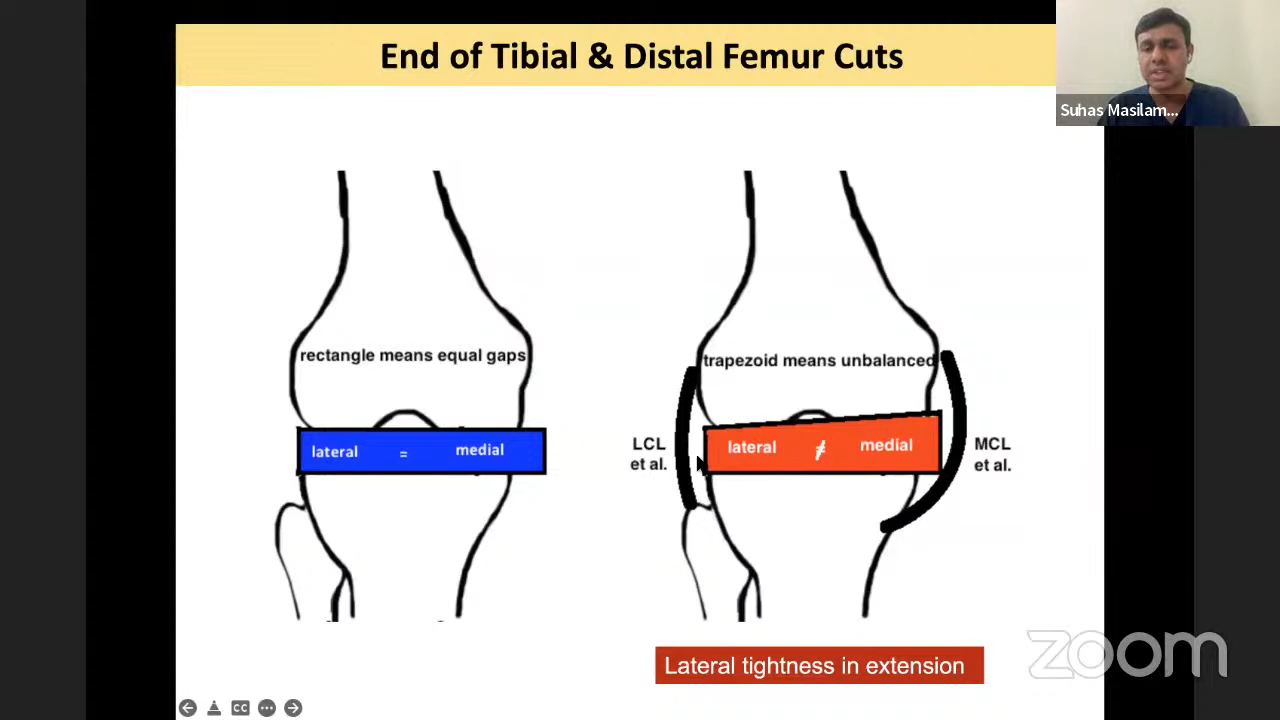 End of Tibial & Distal Femur Cuts
Suhas Masilam...
rectangle means equal gaps
lateral = medial
trapezoid means unbalanced
LCL
et al.
lateral ≠ medial
MCL
et al.
Lateral tightness in extension
zoom
CC